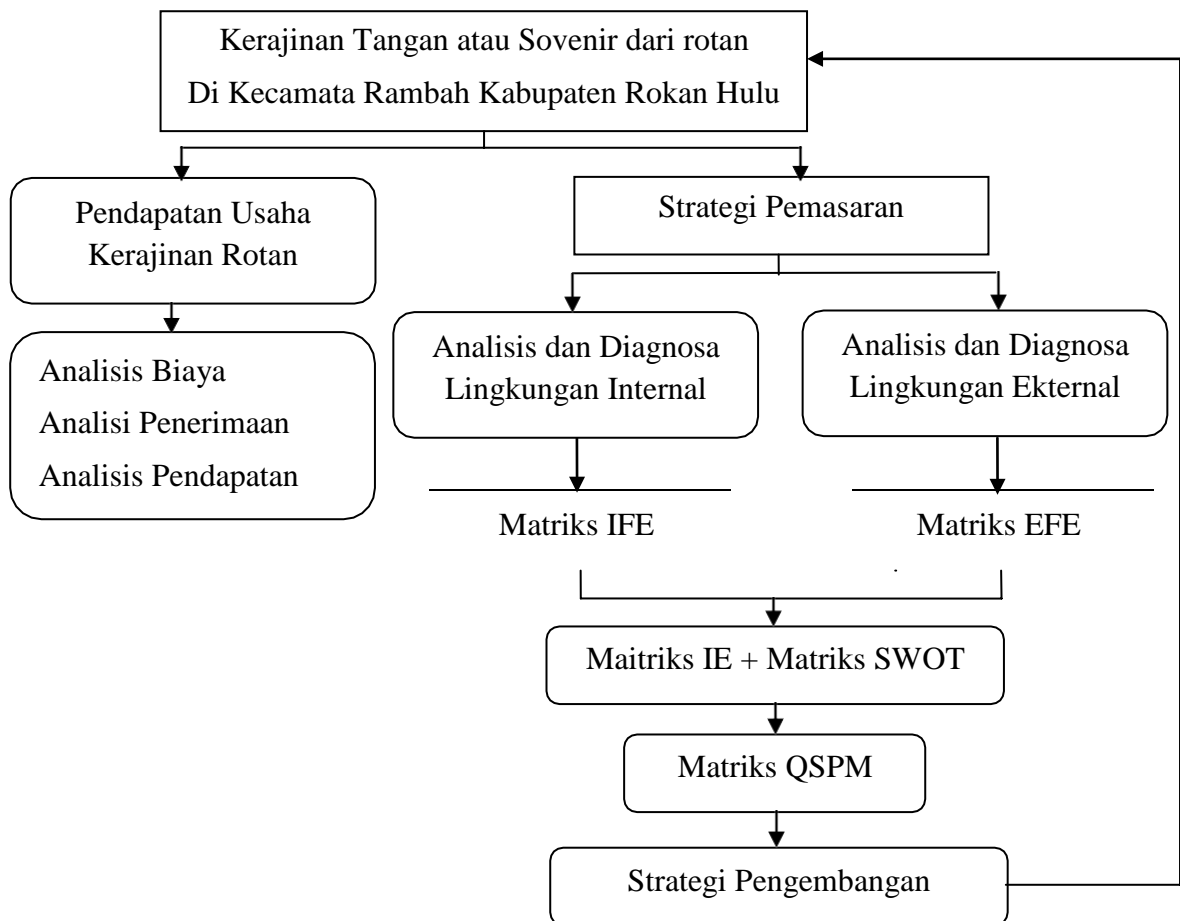 Kerajinan Tangan atau Sovenir dari rotan
Di Kecamata Rambah Kabupaten Rokan Hulu
Pendapatan Usaha
Kerajinan Rotan
Strategi Pemasaran
Analisis Biaya
Analisi Penerimaan
Analisis Pendapatan
Analisis dan Diagnosa
Lingkungan Internal
Analisis dan Diagnosa
Lingkungan Ekternal
Matriks IFE
Matriks EFE
Maitriks IE + Matriks SWOT
Matriks QSPM
Strategi Pengembangan